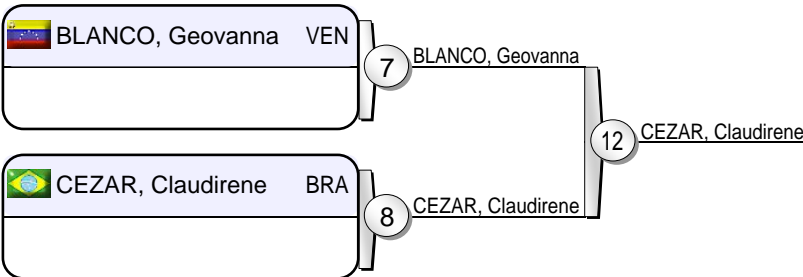 BLANCO, Geovanna VEN
7
BLANCO, Geovanna
12
CEZAR, Claudirene
CEZAR, Claudirene BRA
8
CEZAR, Claudirene